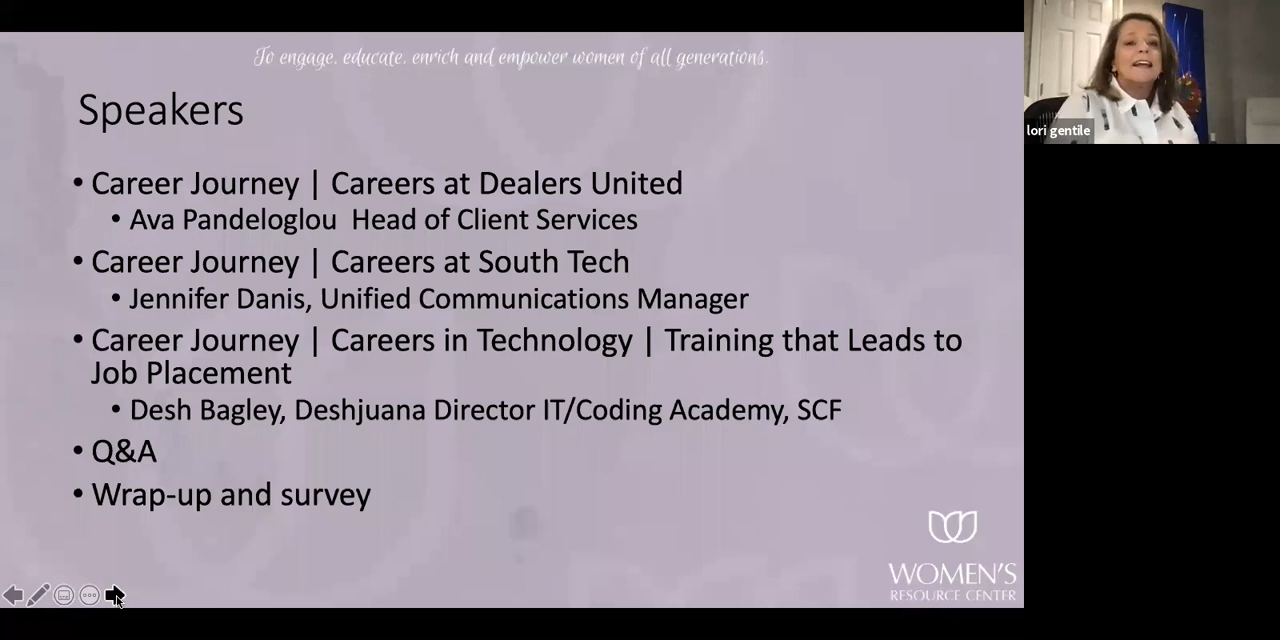 To engage, educate, enrich and empower women of all generations.
lori gentile
Speakers
• Career Journey | Careers at Dealers United
• Ava Pandeloglou  Head of Client Services
• Career Journey | Careers at South Tech
• Jennifer Danis, Unified Communications Manager
• Career Journey | Careers in Technology | Training that Leads to
Job Placement
• Desh Bagley, Deshjuana Director IT/Coding Academy, SCF
• Q&A
• Wrap-up and survey
WOMEN'S
RESOURCE CENTER